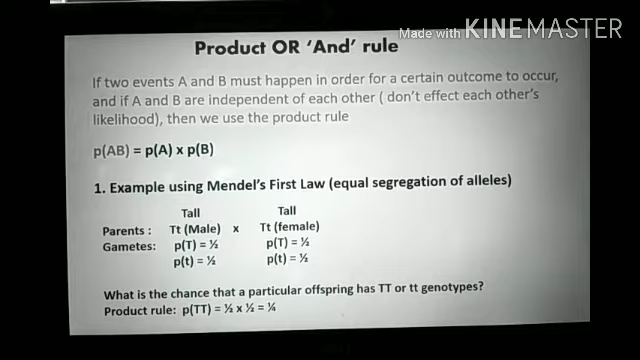 Made with KINEMASTER
Product OR ‘And’ rule
If two events A and B must happen in order for a certain outcome to occur,
and if A and B are independent of each other ( don’t effect each other’s
likelihood), then we use the product rule
p(AB) = p(A) x p(B)
1. Example using Mendel’s First Law (equal segregation of alleles)
Tall Tall
Parents : Tt (Male) x Tt (female)
Gametes: p(T) = ½ p(T) = ½
p(t) = ½ p(t) = ½
What is the chance that a particular offspring has TT or tt genotypes?
Product rule: p(TT) = ½ x ½ = ¼